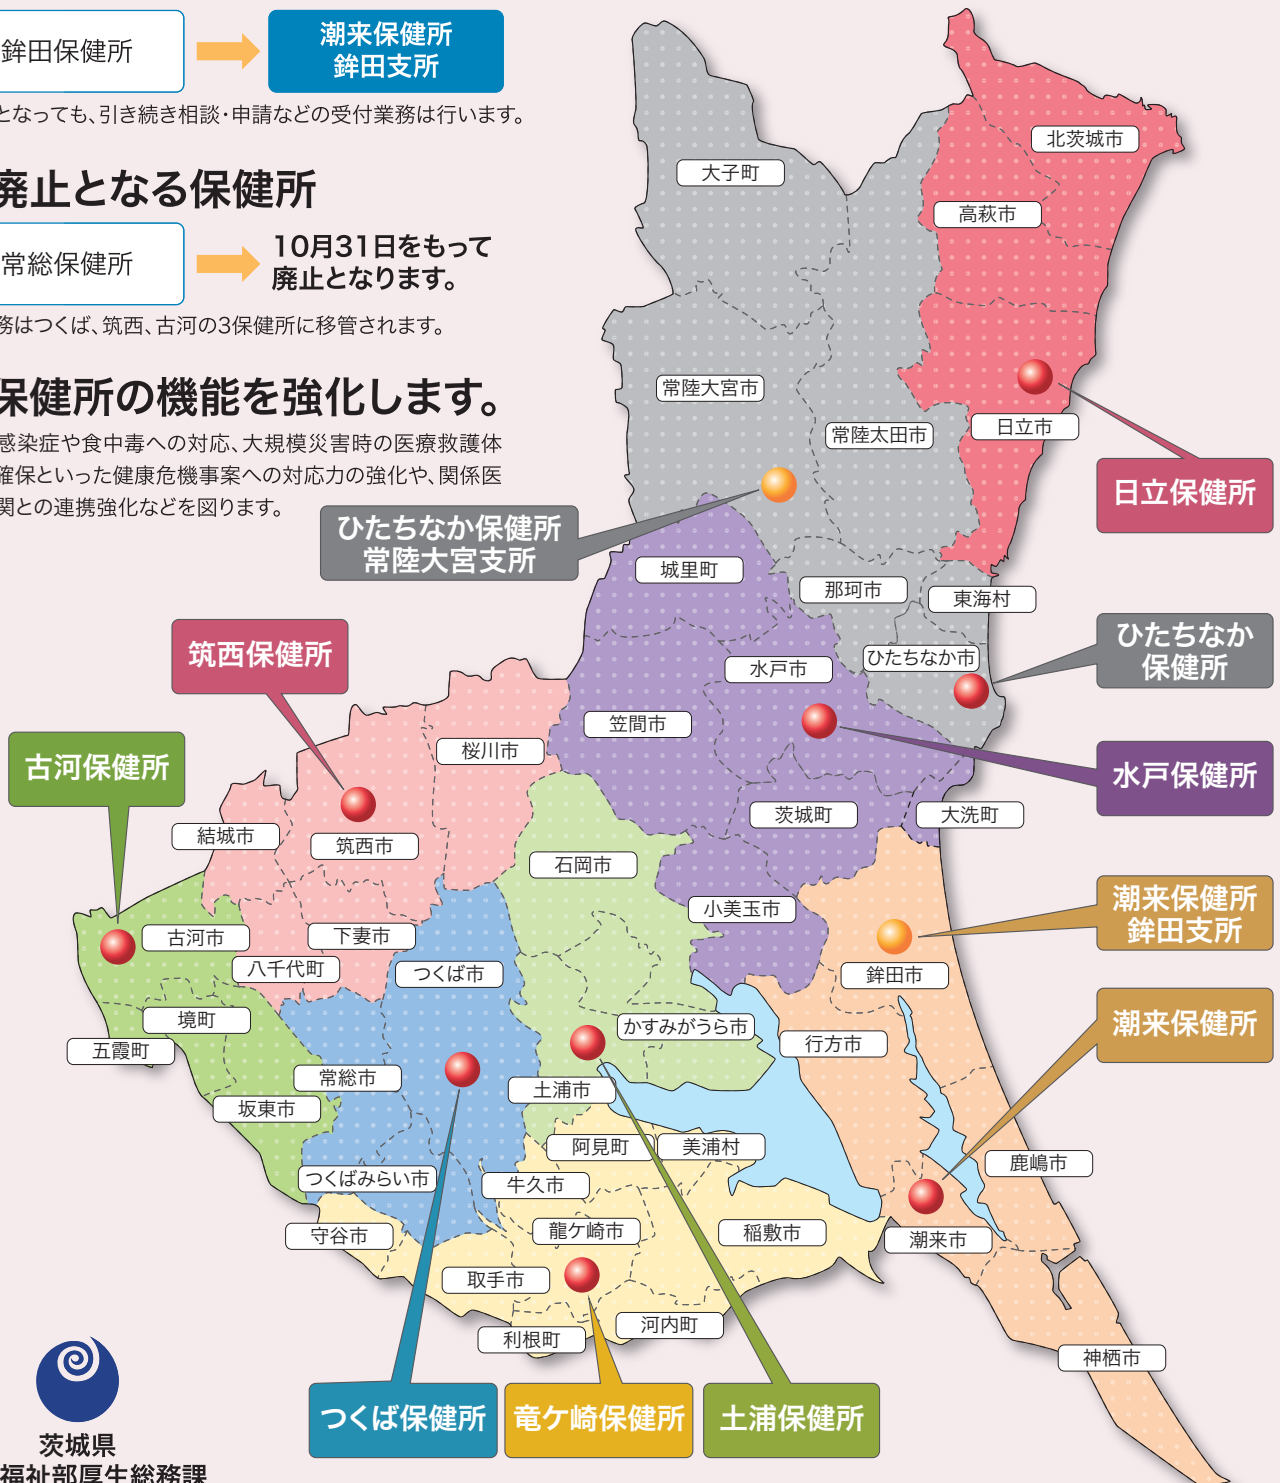 鉾田保健所
潮来保健所
鉾田支所
となっても、引き続き相談・申請などの受付業務は行います。
廃止となる保健所
常総保健所
10月31日をもって
廃止となります。
務はつくば、筑西、古河の3保健所に移管されます。
保健所の機能を強化します。
感染症や食中毒への対応、大規模災害時の医療救護体
確保といった健康危機事案への対応力の強化や、関係医
関との連携強化などを図ります。
北茨城市
大子町
高萩市
常陸大宮市
常陸太田市
日立市
日立保健所
ひたちなか保健所
常陸大宮支所
城里町
那珂市
東海村
ひたちなか
保健所
筑西保健所
ひたちなか市
水戸市
笠間市
桜川市
古河保健所
水戸保健所
茨城町
大洗町
結城市
筑西市
石岡市
小美玉市
潮来保健所
鉾田支所
古河市
下妻市
八千代町
つくば市
鉾田市
境町
かすみがうら市
行方市
潮来保健所
五霞町
常総市
土浦市
坂東市
阿見町
美浦村
鹿嶋市
つくばみらい市
牛久市
守谷市
龍ケ崎市
稲敷市
潮来市
取手市
利根町
河内町
神栖市
つくば保健所
竜ケ崎保健所
土浦保健所
茨城県
福祉部厚生総務課